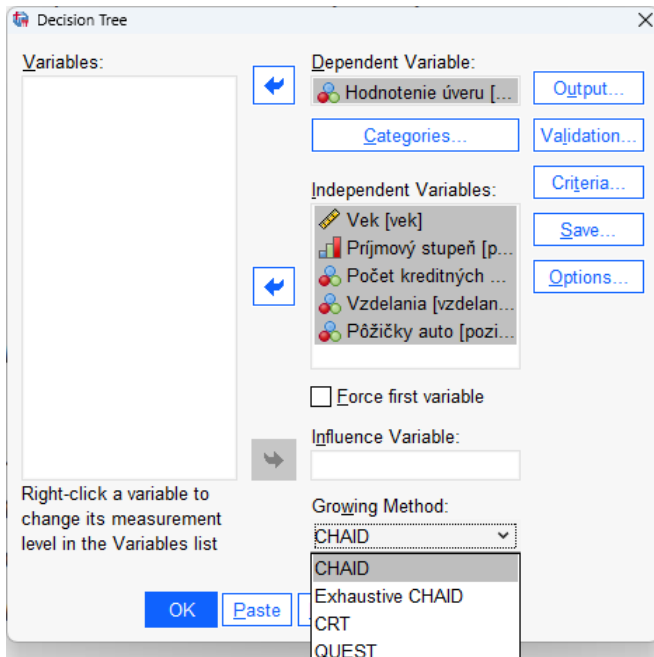 Decision Tree
Variables:
Dependent Variable:
Hodnotenie úveru [...
Categories...
Output...
Validation...
Criteria...
Save...
Options...
Independent Variables:
Vek [vek]
Príjmový stupeň [p...
Počet kreditných ...
Vzdelania [vzdelan...
Pôžičky auto [pozi...
Force first variable
Influence Variable:
Right-click a variable to
change its measurement
level in the Variables list
Growing Method:
CHAID
CHAID
Exhaustive CHAID
CRT
QUEST
OK
Paste